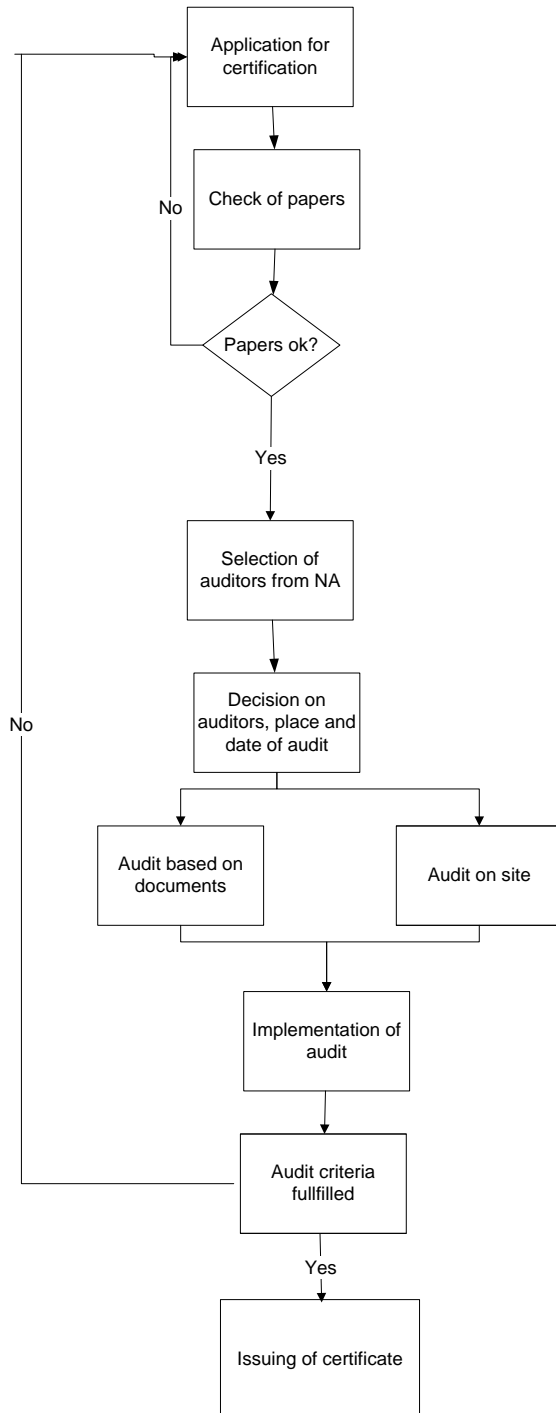 Application for
certification
Check of papers
No
Papers ok?
Yes
Selection of
auditors from NA
Decision on
auditors, place and
date of audit
No
Audit based on
documents
Audit on site
Implementation of
audit
Audit criteria
fullfilled
Yes
Issuing of certificate